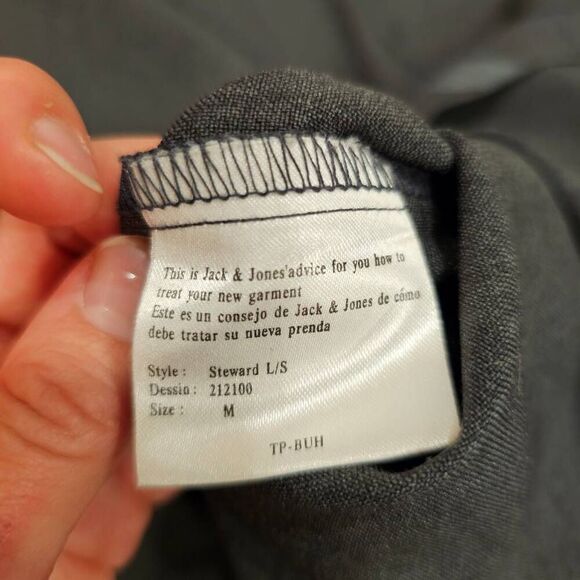 This is Jack & Jones'advice for you how to
treat your new garment
Este es un consejo de Jack & Jones de cómo
debe tratar su nueva prenda
Style : Steward L/S
Dessin : 212100
Size : M
TP-BUH